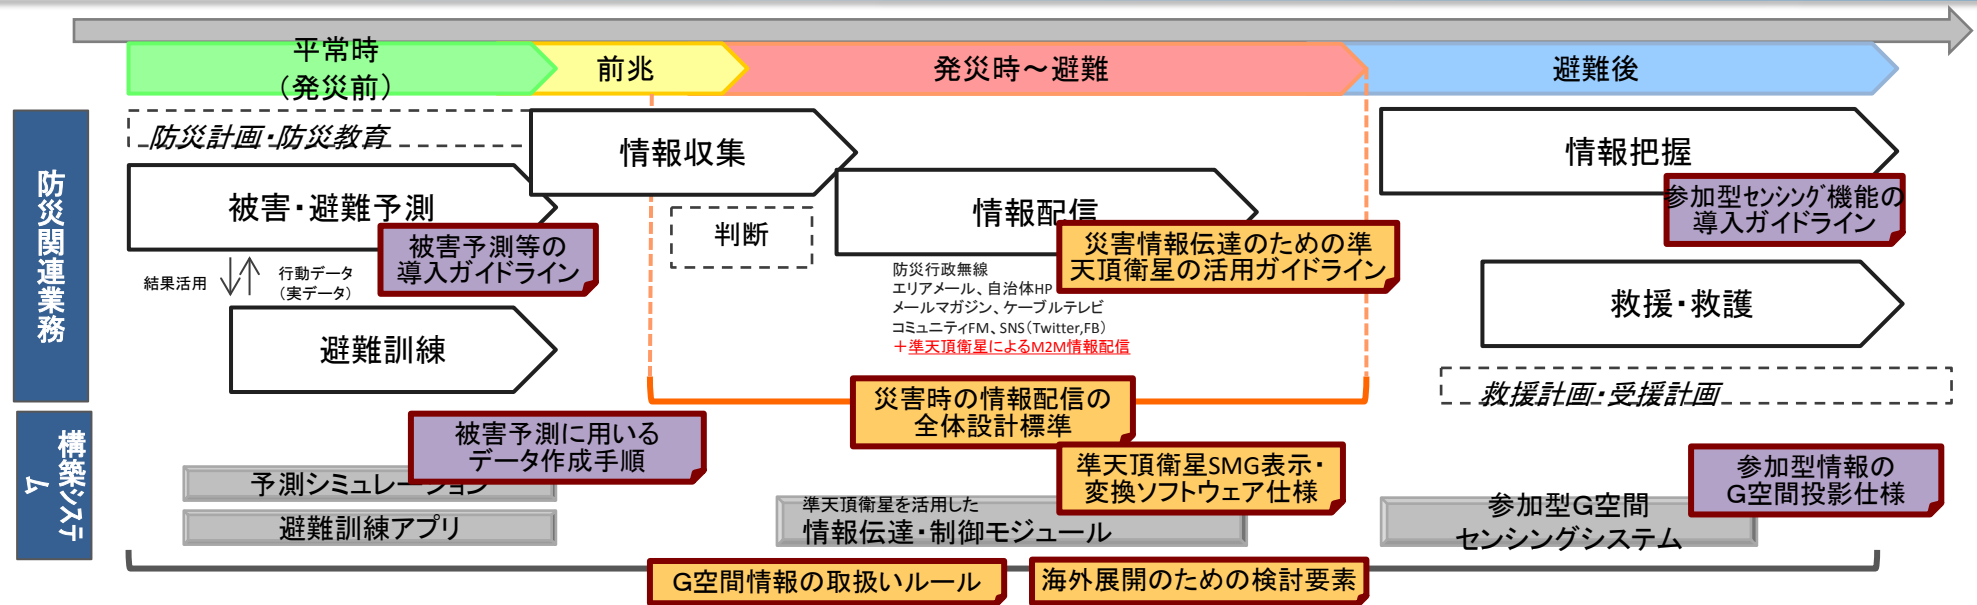 平常時
(発災前)
前兆
発災時～避難
避難後
防災関連業務
防災計画・防災教育
被害・避難予測
被害予測等の
導入ガイドライン
結果活用
行動データ
（実データ）
避難訓練
情報収集
判断
情報配信
災害情報伝達のための準
天頂衛星の活用ガイドライン
防災行政無線
エリアメール、自治体HP
メールマガジン、ケーブルテレビ
コミュニティFM、SNS（Twitter,FB）
＋準天頂衛星によるM2M情報配信
情報把握
参加型ｾﾝｼﾝｸﾞ機能の
導入ガイドライン
救援・救護
救援計画・受援計画
災害時の情報配信の
全体設計標準
構築システ
ム
被害予測に用いる
データ作成手順
予測シミュレーション
避難訓練アプリ
準天頂衛星SMG表示・
変換ソフトウェア仕様
準天頂衛星を活用した
情報伝達・制御モジュール
参加型情報の
G空間投影仕様
参加型G空間
センシングシステム
G空間情報の取扱いルール
海外展開のための検討要素